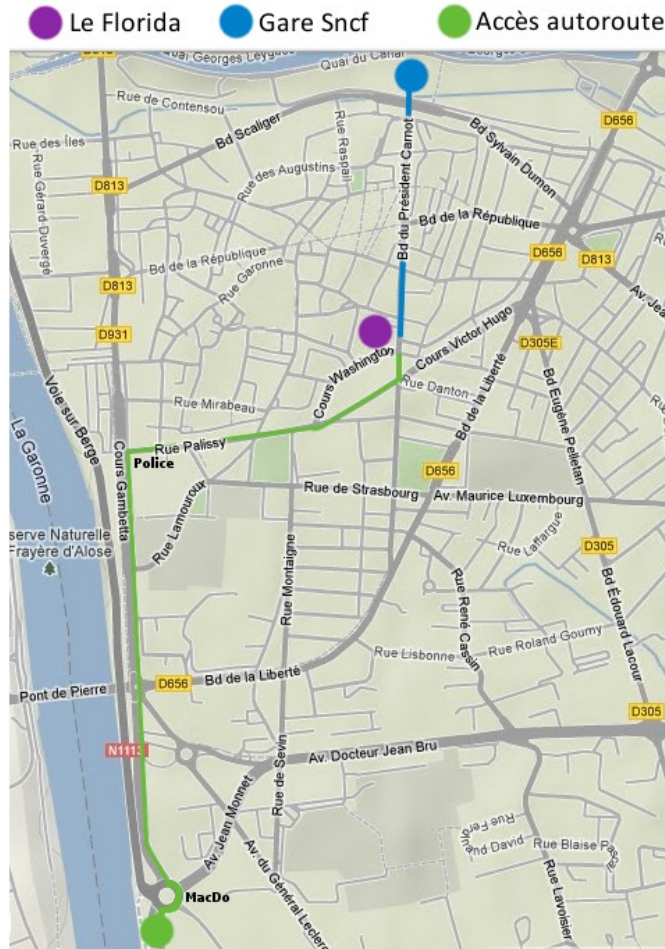 Le Florida
Gare Sncf
Accès autoroute
Quai Georges Leygues
Quai du Canal
D656
Rue de Contensou
Bd Scaliger
Rue Raspail
Bd du Président Carnot
Bd Sylvain Dumon
Rue des Îles
Rue Gérard Duvergé
Rue des Augustins
D813
Bd de la République
D656
D813
Bd de la République
Rue Garonne
D813
D931
Cours Washington
Cours Victor Hugo
D305E
Rue Danton
Bd de la Liberté
Bd Eugène Pelletan
Voie sur Berge
La Garonne
Rue Mirabeau
Rue Palissy
Police
Cours Gambetta
D656
Rue de Strasbourg
Av. Maurice Luxembourg
Rue Lamouroux
Rue Laffargue
D305
serve Naturelle
Frayère d'Alose
Rue Montaigne
Rue René Cassin
Bd Édouard Lacour
Rue Roland Goumy
Rue Lisbonne
Pont de Pierre
D656
Bd de la Liberté
D305
N1113
Av. Docteur Jean Bru
Rue de Sevin
Av. Jean Monnet
Av. du Général Leclerc
Rue Blaise Pascal
Rue Lavoisier
MacDo